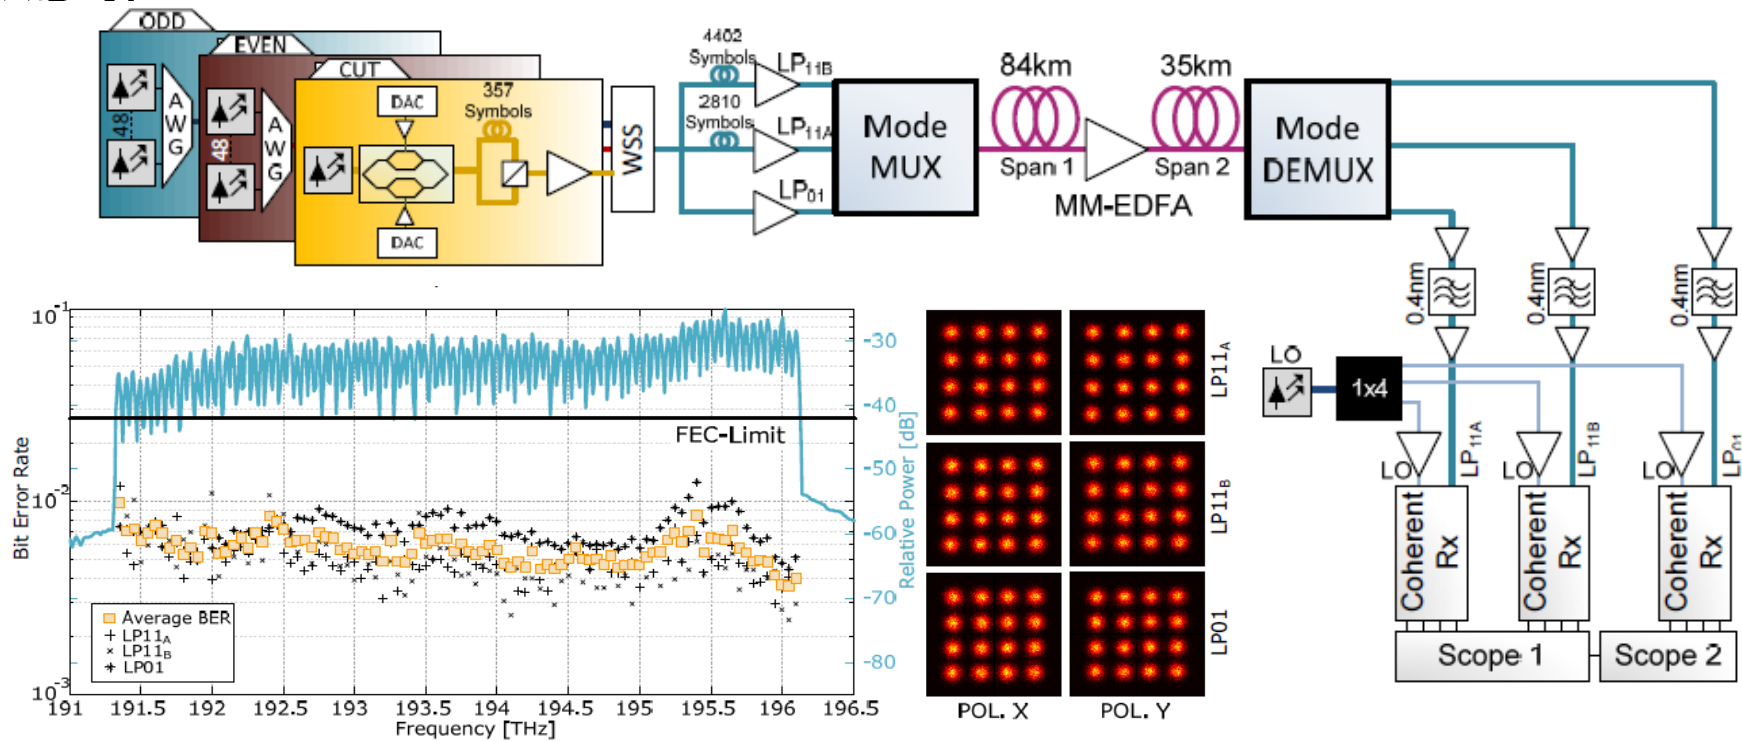 ODD
EVEN
CUT
48
AWG
48
AWG
DAC
DAC
357
Symbols
WSS
4402
Symbols
2810
Symbols
LP11B
LP11A
LP01
Mode
MUX
84km
Span 1
MM-EDFA
35km
Span 2
Mode
DEMUX
0.4nm
0.4nm
0.4nm
LO
1x4
LO
LP11A
LO
LP11B
LO
LP01
Coherent
Rx
Coherent
Rx
Coherent
Rx
Scope 1
Scope 2
10-1
10-2
10-3
Bit Error Rate
FEC-Limit
Average BER
LP11A
LP11B
LP01
-30
-40
-50
-60
-70
-80
Relative Power [dB]
191 191.5 192 192.5 193 193.5 194 194.5 195 195.5 196 196.5
Frequency [THz]
LP11A
LP11B
LP01
POL. X
POL. Y